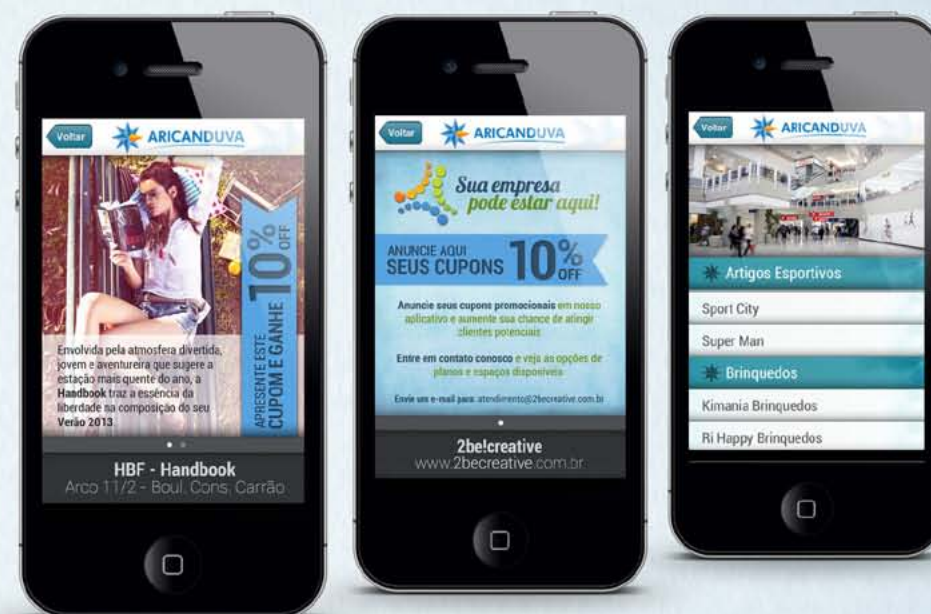 Voltar
ARICANDUVA
APRESENTE ESTE
CUPOM E GANHE 10% OFF
Envolvida pela atmosfera divertida,
jovem e aventureira que sugere a
estação mais quente do ano, a
Handbook traz a essência da
liberdade na composição do seu
Verão 2013
HBF - Handbook
Arco 11/2 - Boul. Cons. Carrão
Voltar
ARICANDUVA
Sua empresa
pode estar aqui!
ANUNCIE AQUI
SEUS CUPONS 10% OFF
Anuncie seus cupons promocionais em nosso
aplicativo e aumente sua chance de atingir
clientes potenciais
Entre em contato conosco e veja as opções de
planos e espaços disponíveis
Envie um e-mail para: atendimento@2becreative.com.br
2be!creative
www.2becreative.com.br
Voltar
ARICANDUVA
Artigos Esportivos
Sport City
Super Man
Brinquedos
Kimania Brinquedos
Ri Happy Brinquedos